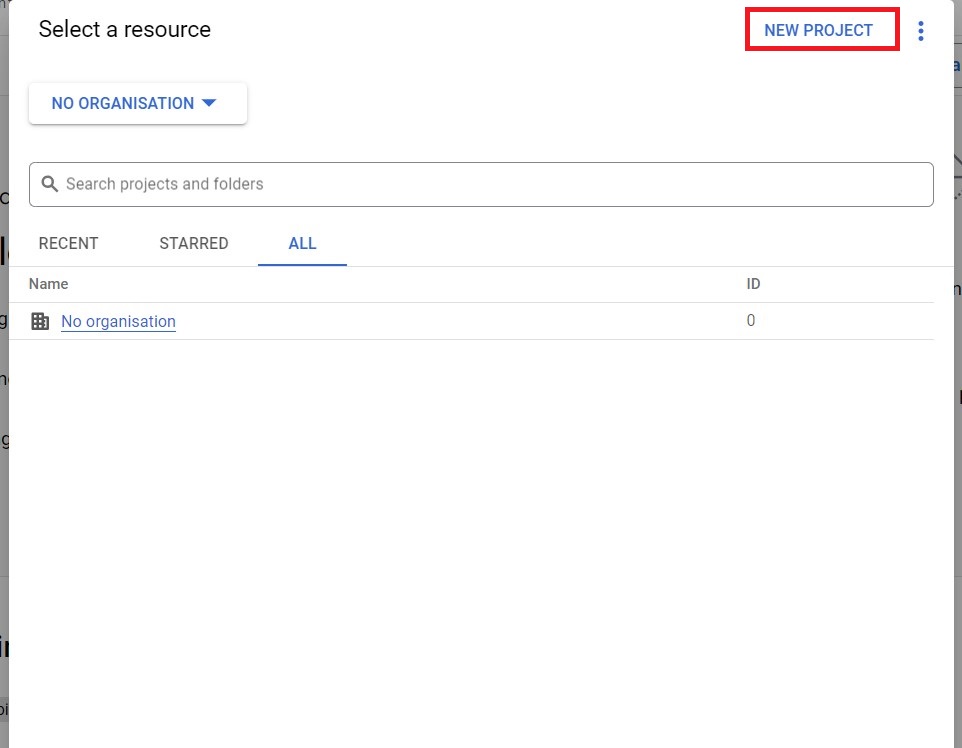 Select a resource
NEW PROJECT
NO ORGANISATION
Search projects and folders
RECENT STARRED ALL
Name ID
No organisation 0